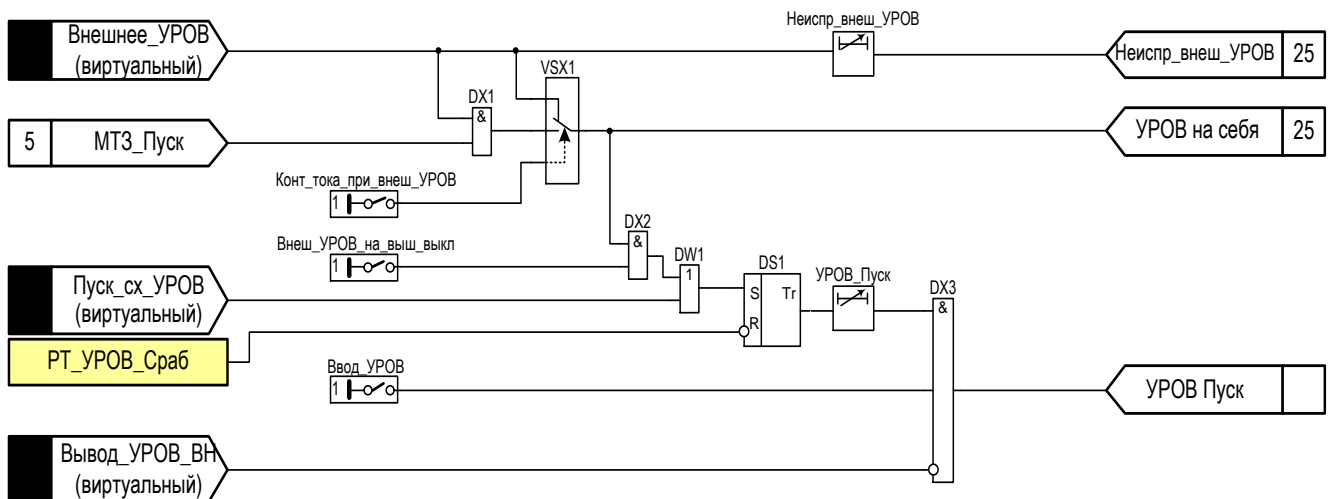 Внешнее_УРОВ
(виртуальный)
Неиспр_внеш_УРОВ
Неиспр_внеш_УРОВ 25
VSX1
DX1
&
5 МТЗ_Пуск
УРОВ на себя 25
Конт_тока_при_внеш_УРОВ
1
DX2
&
Внеш_УРОВ_на_выш_выкл
1
DW1
1
Пуск_сх_УРОВ
(виртуальный)
DS1
S Tr
R
УРОВ_Пуск
DX3
&
РТ_УРОВ_Сраб
Ввод_УРОВ
1
УРОВ Пуск
Вывод_УРОВ_ВН
(виртуальный)